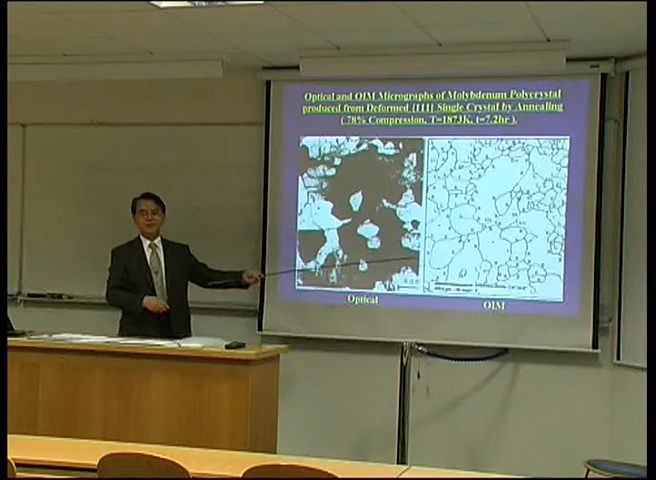 Optical and OIM Micrographs of Molybdenum Polycrystal
produced from Deformed {111} Single Crystal by Annealing
( 78% Compression, T=1873K, t=7.2hr ).
Optical
OIM